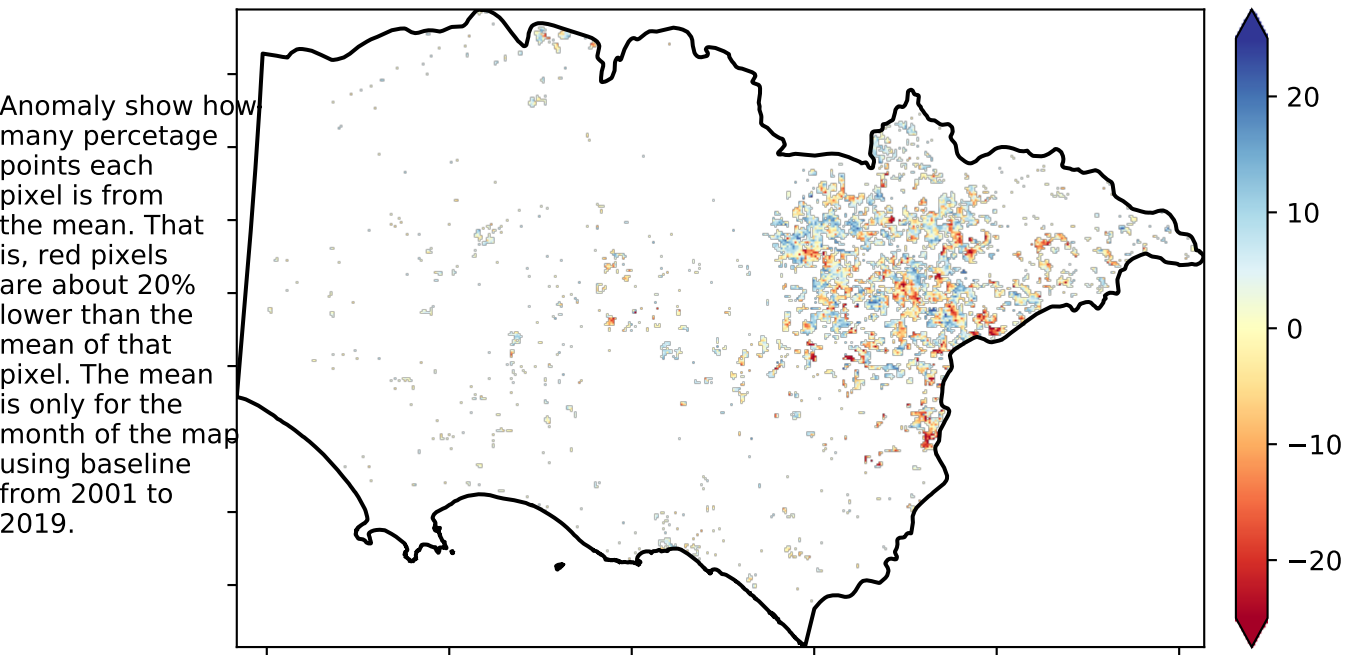 Anomaly show how
many percetage
points each
pixel is from
the mean. That
is, red pixels
are about 20%
lower than the
mean of that
pixel. The mean
is only for the
month of the map
using baseline
from 2001 to
2019.
20
10
0
−10
−20